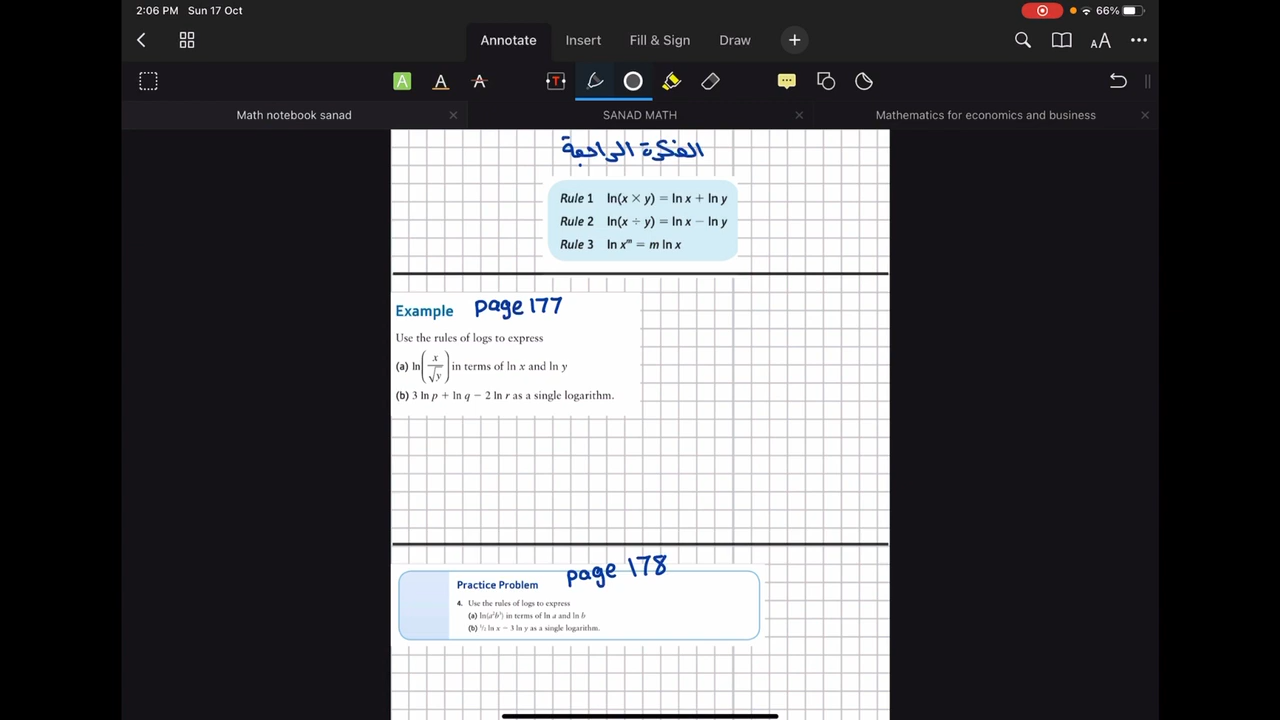 2:06 PM Sun 17 Oct 66%
Annotate Insert Fill & Sign Draw
Math notebook sanad SANAD MATH Mathematics for economics and business
الفكرة الرابعة
Rule 1 ln(x × y) = ln x + ln y
Rule 2 ln(x ÷ y) = ln x − ln y
Rule 3 ln xᵐ = m ln x
Example page 177
Use the rules of logs to express
(a) ln(x/√y) in terms of ln x and ln y
(b) 3 ln p + ln q − 2 ln r as a single logarithm.
page 178
Practice Problem
4. Use the rules of logs to express
(a) ln(a²b³) in terms of ln a and ln b
(b) ½ ln x − 3 ln y as a single logarithm.